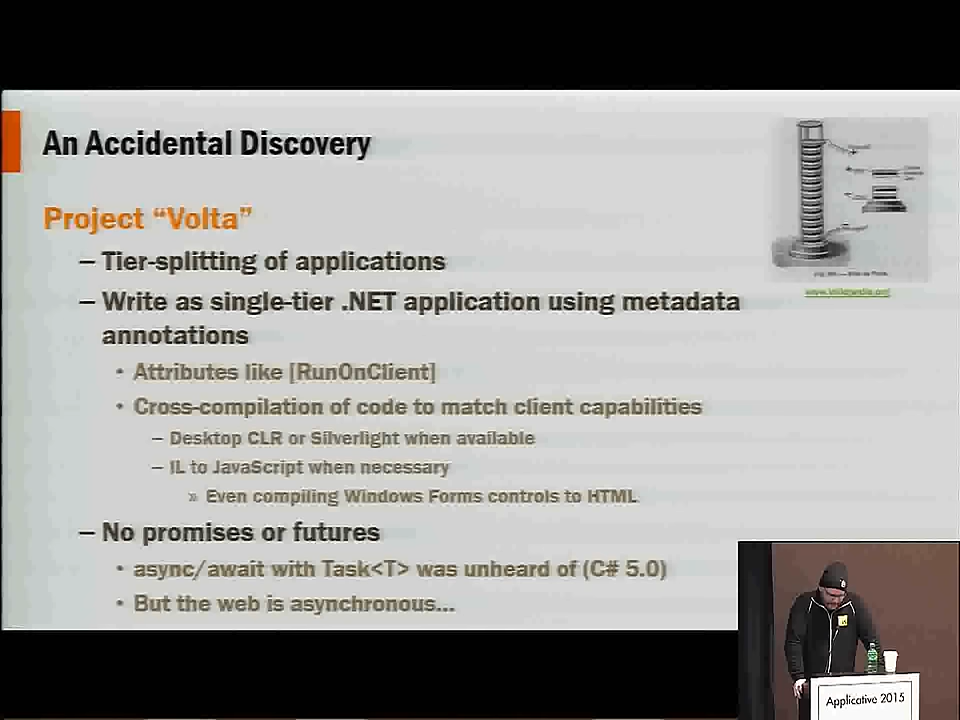 An Accidental Discovery
Project “Volta”
– Tier-splitting of applications
– Write as single-tier .NET application using metadata
annotations
• Attributes like [RunOnClient]
• Cross-compilation of code to match client capabilities
– Desktop CLR or Silverlight when available
– IL to JavaScript when necessary
» Even compiling Windows Forms controls to HTML
– No promises or futures
• async/await with Task<T> was unheard of (C# 5.0)
• But the web is asynchronous...
Applicative 2015